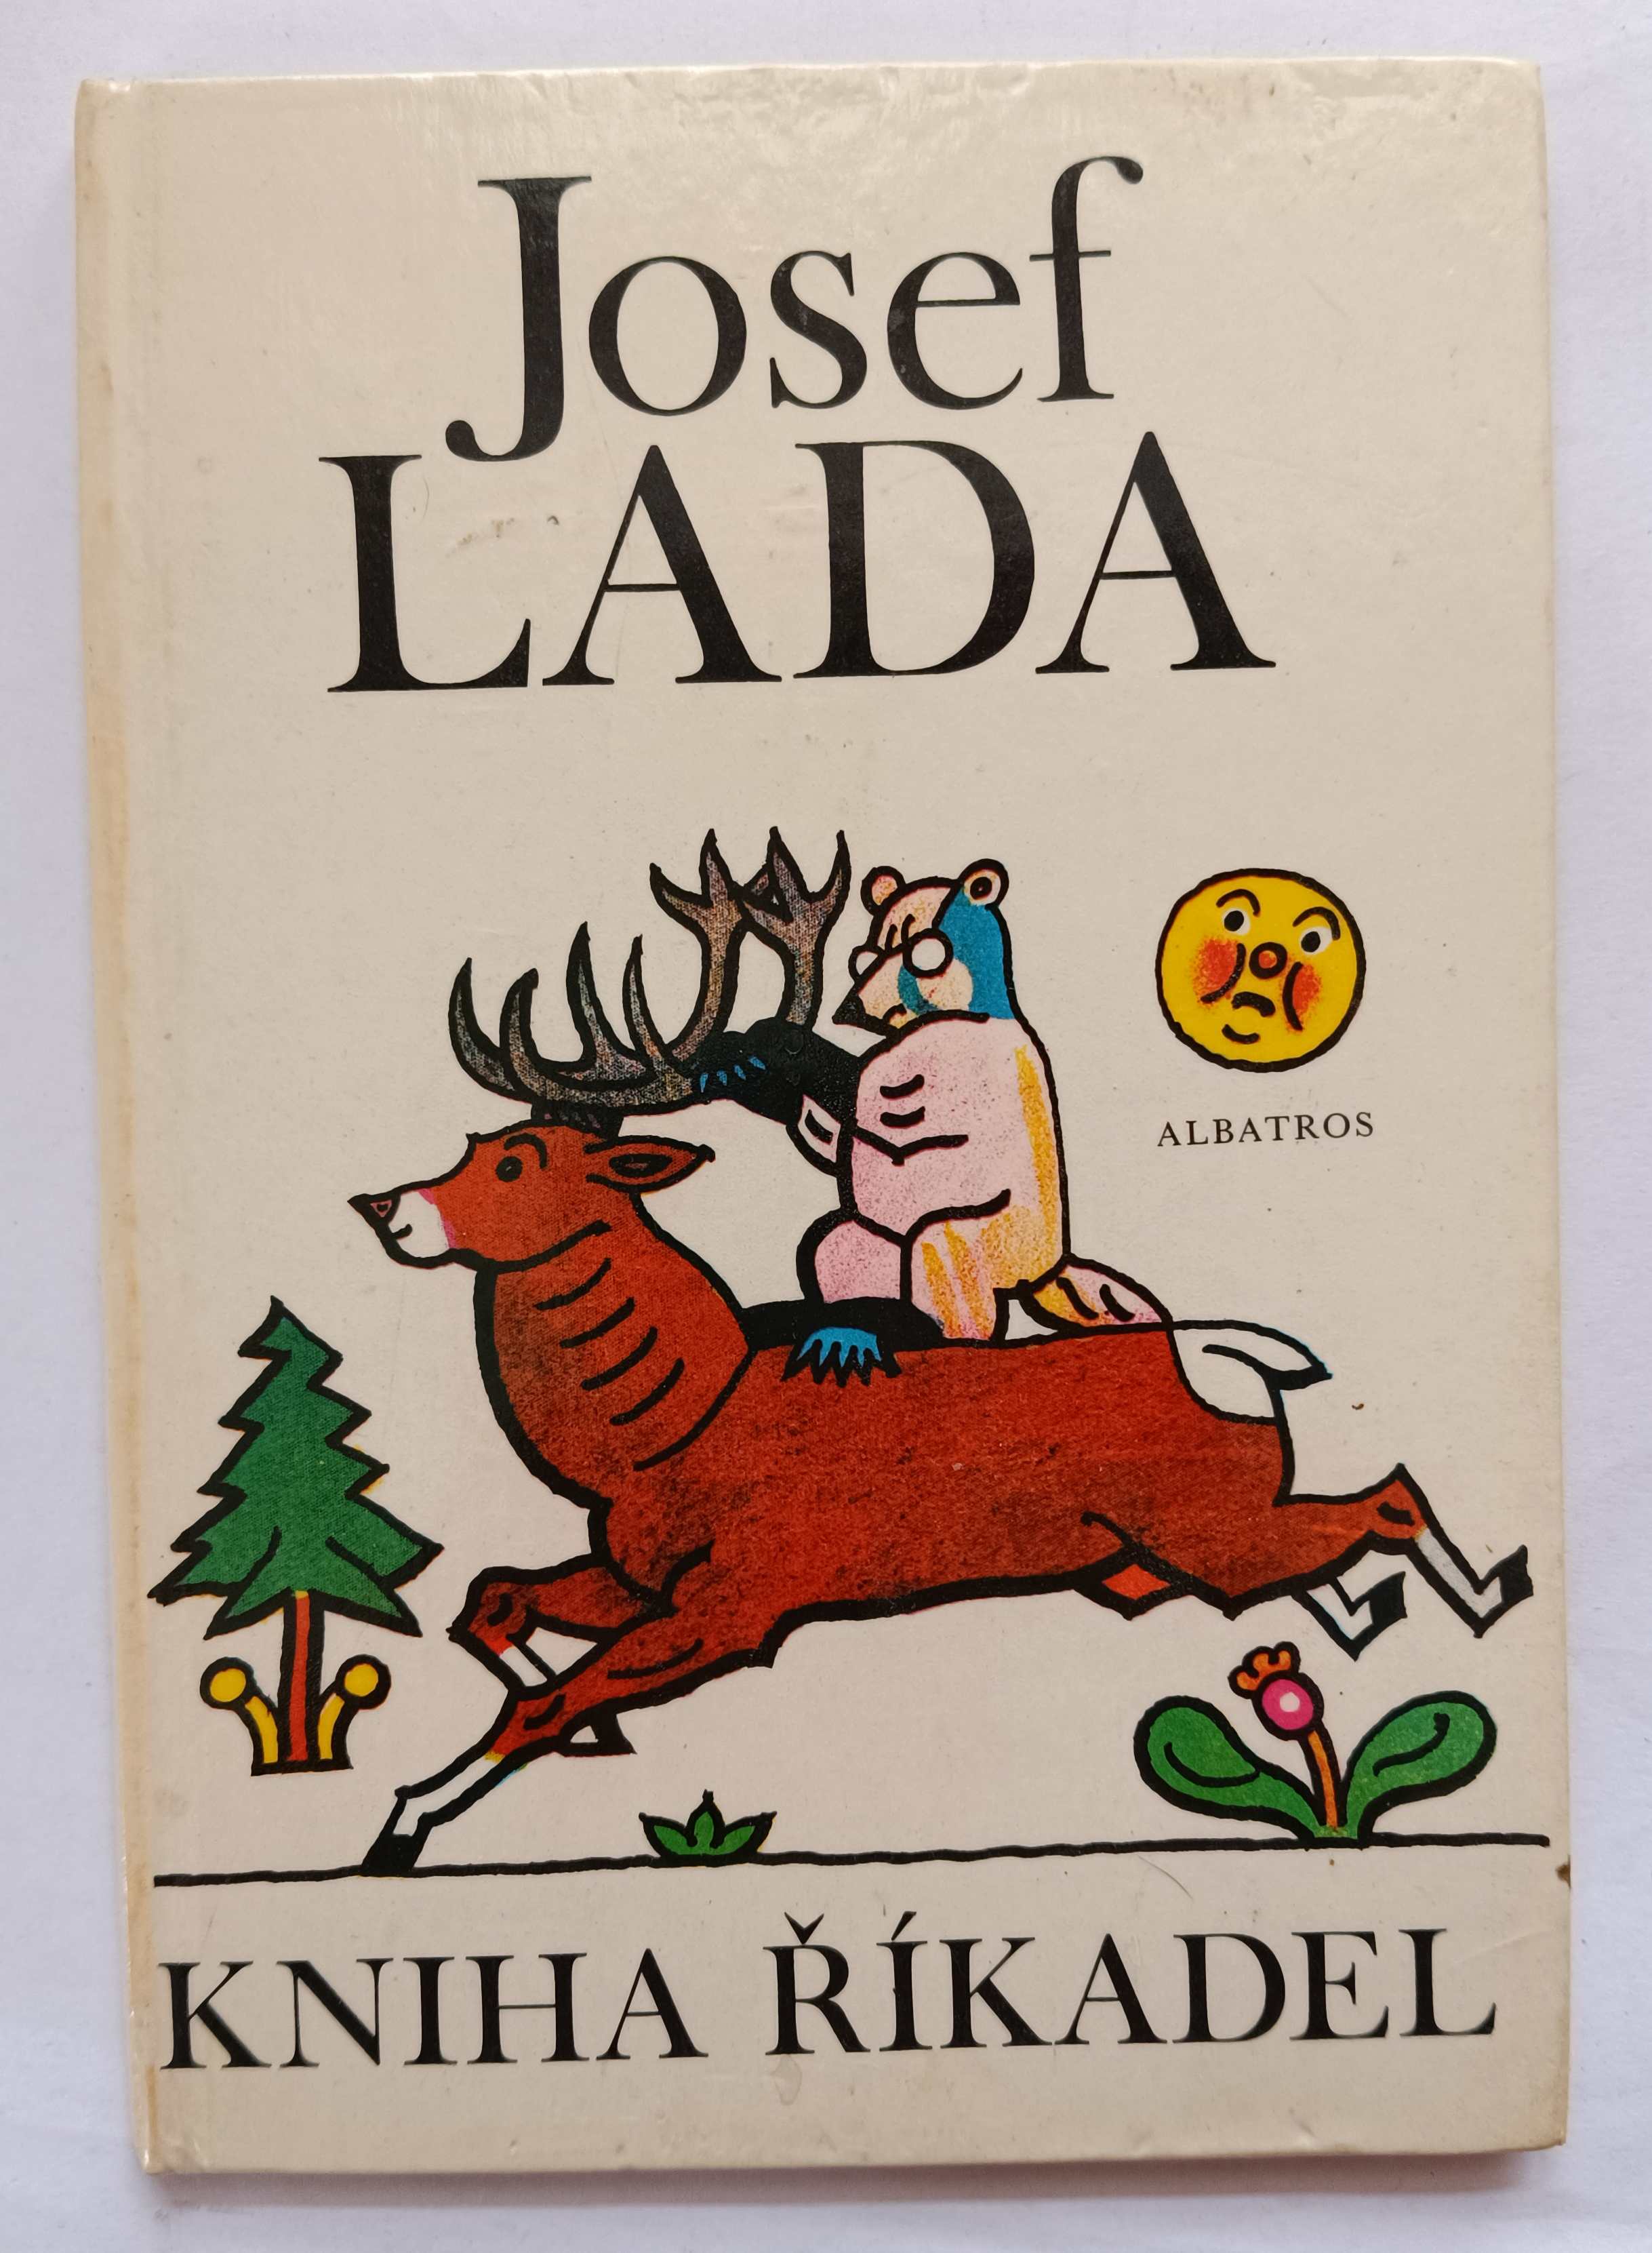 Josef
LADA
ALBATROS
KNIHA ŘÍKADEL